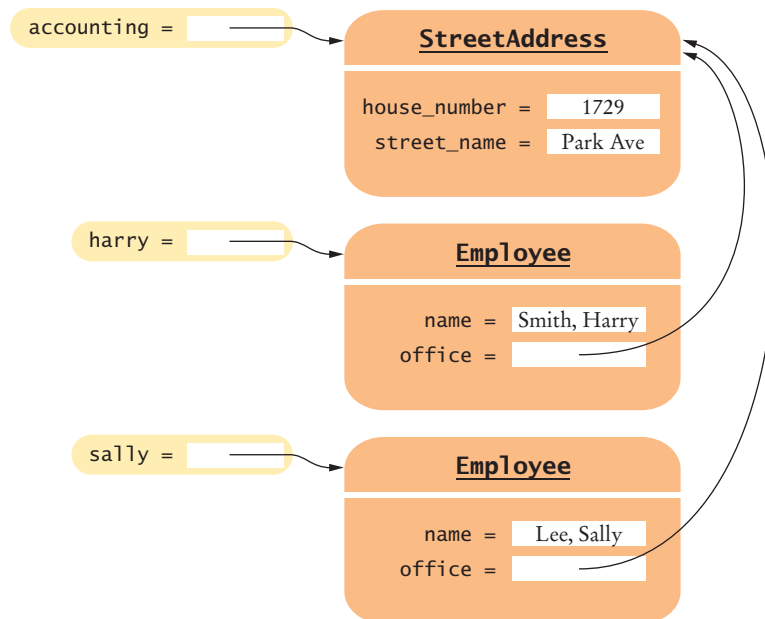 accounting =
StreetAddress
house_number = 1729
street_name = Park Ave
harry =
Employee
name = Smith, Harry
office =
sally =
Employee
name = Lee, Sally
office =